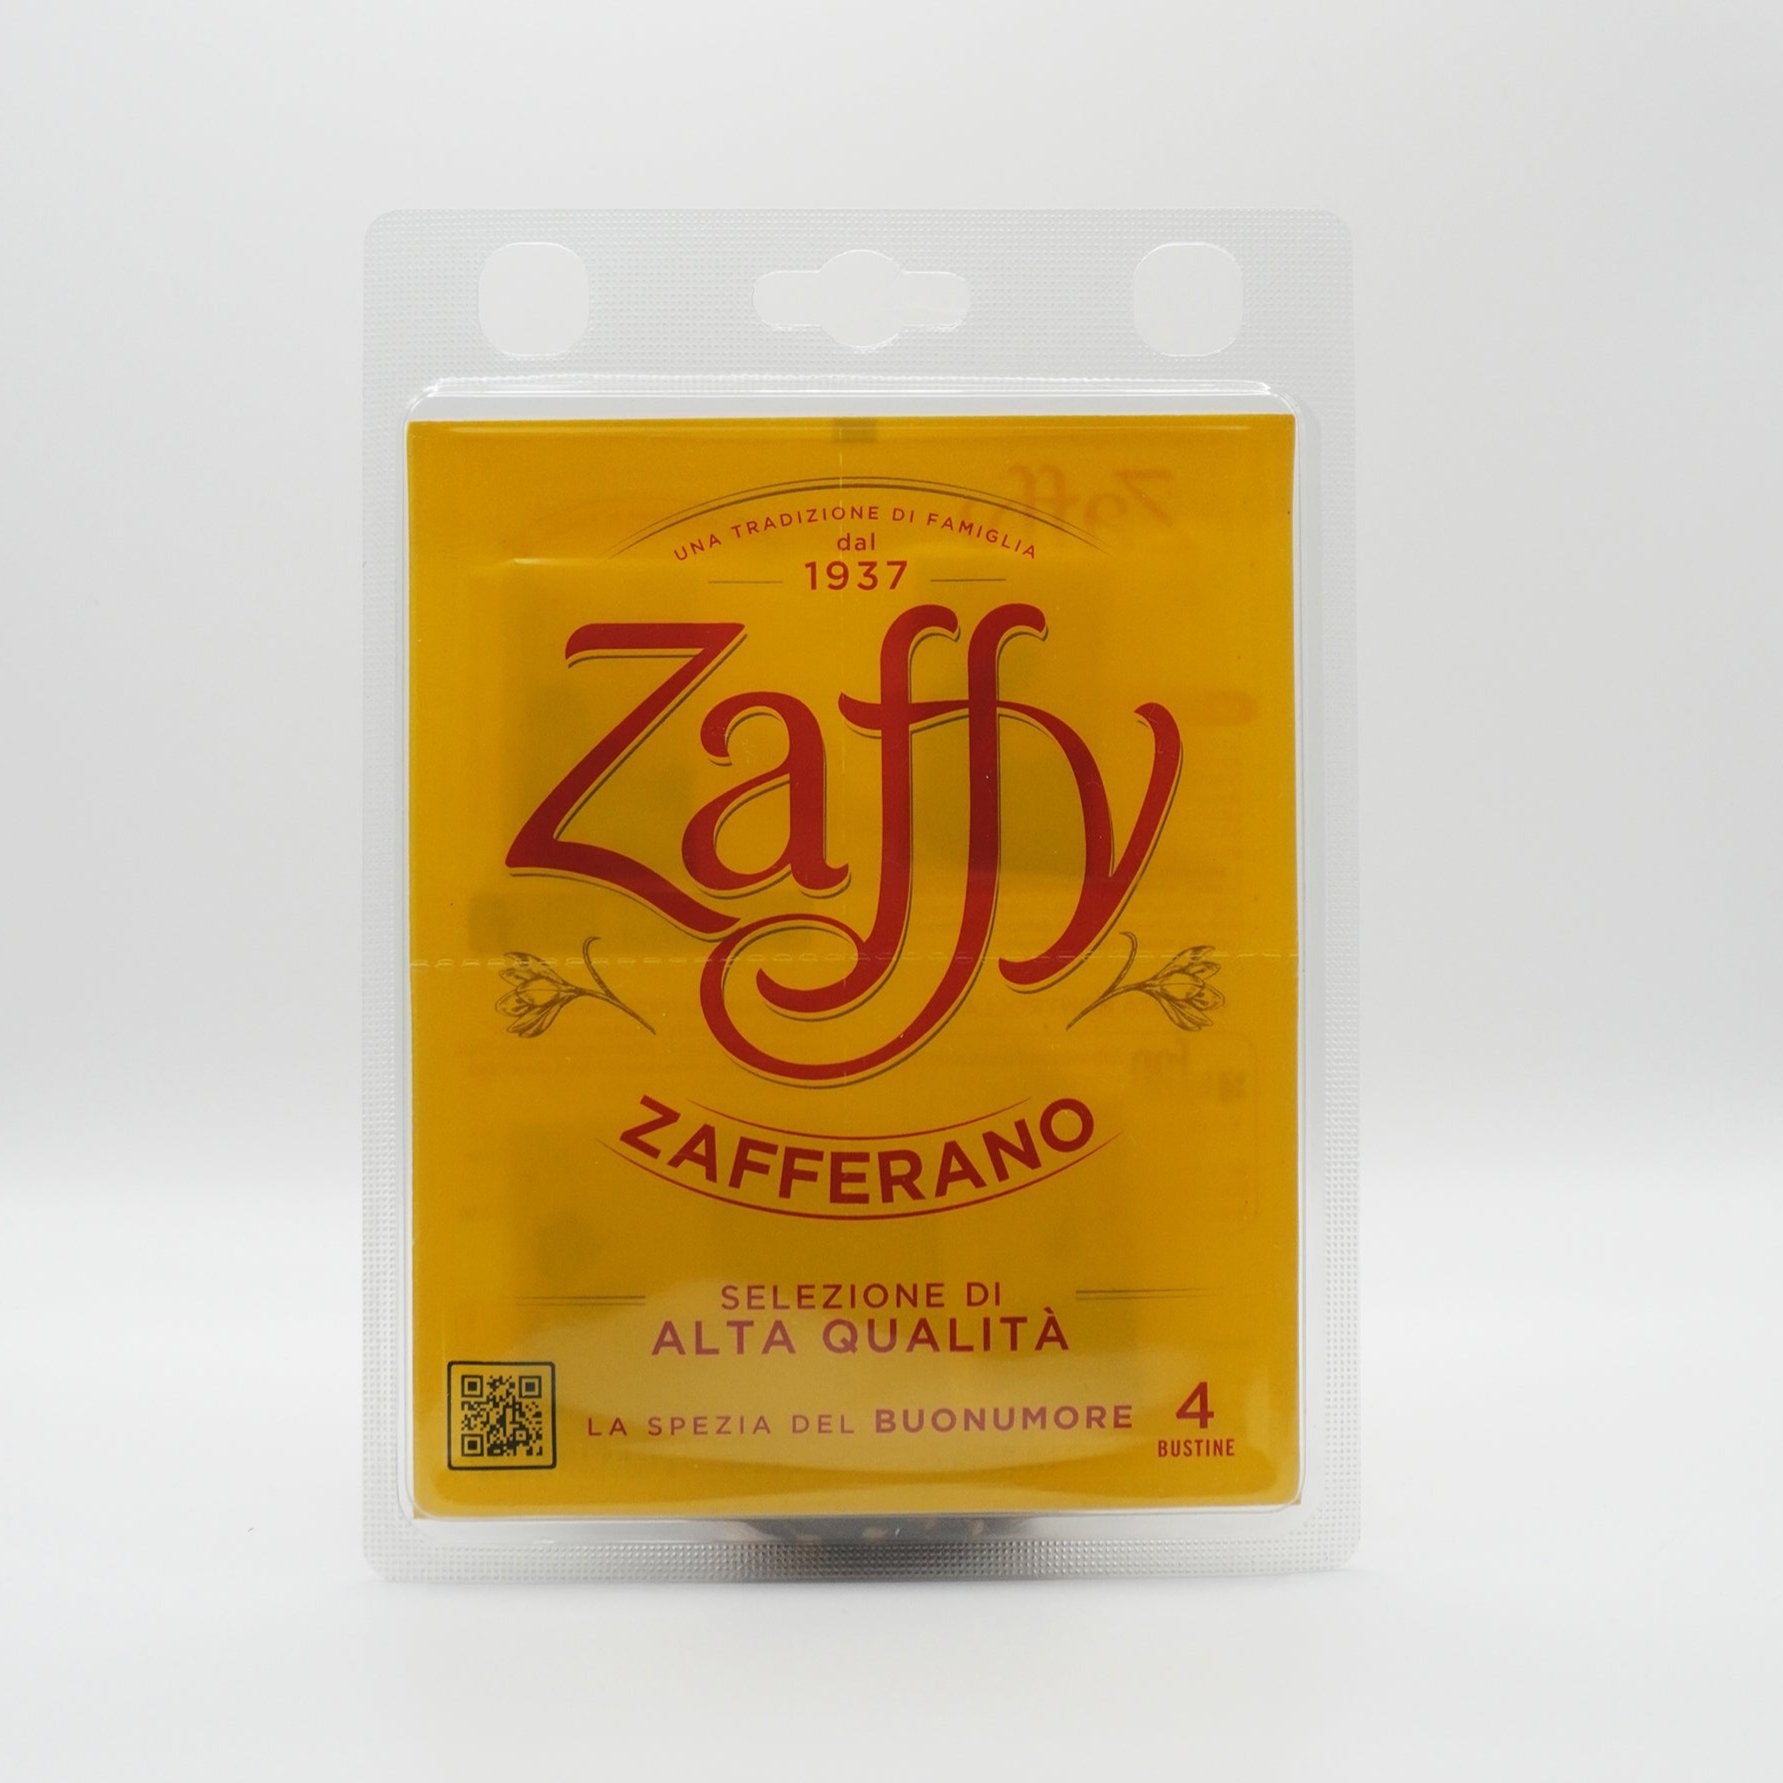 UNA TRADIZIONE DI FAMIGLIA
dal
1937
Zaffy
ZAFFERANO
SELEZIONE DI
ALTA QUALITÀ
LA SPEZIA DEL BUONUMORE
4
BUSTINE